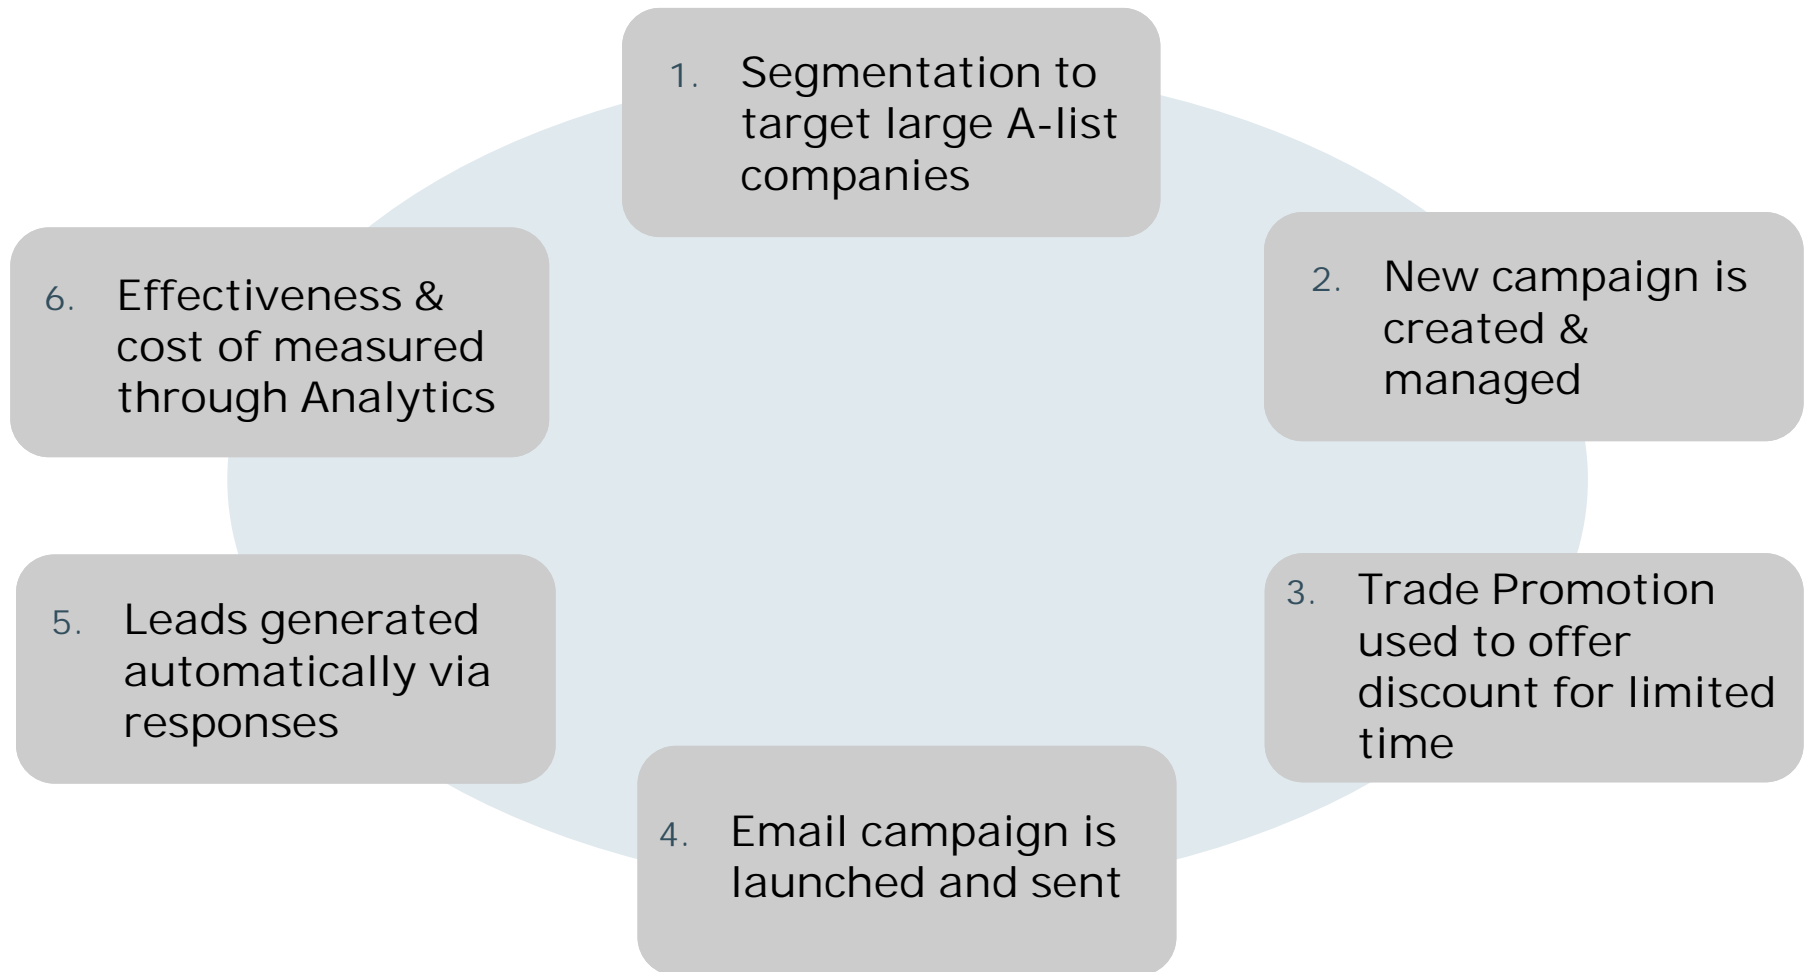 1. Segmentation to
target large A-list
companies
2. New campaign is
created &
managed
3. Trade Promotion
used to offer
discount for limited
time
4. Email campaign is
launched and sent
5. Leads generated
automatically via
responses
6. Effectiveness &
cost of measured
through Analytics